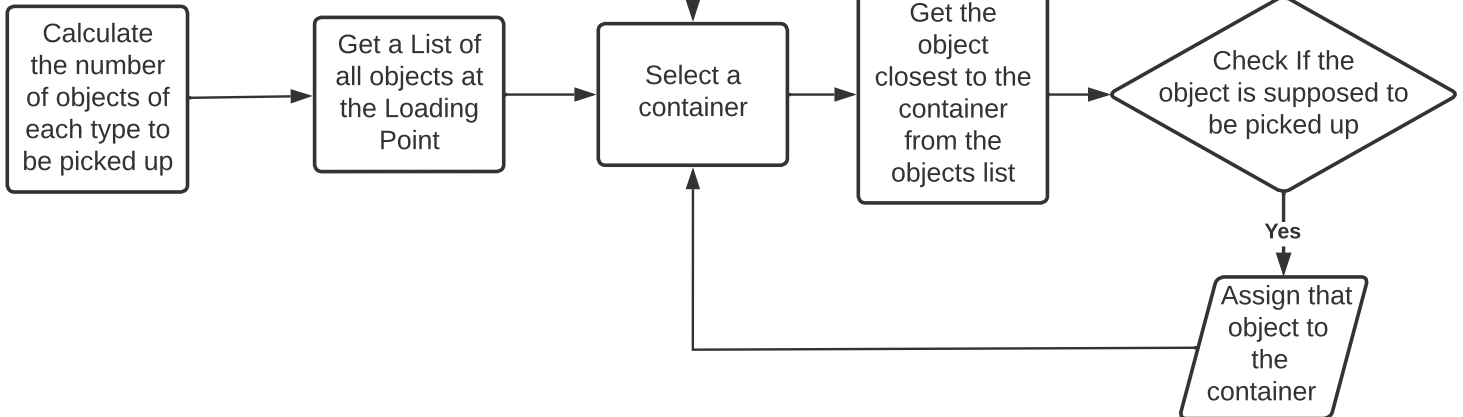 Calculate
the number
of objects of
each type to
be picked up
Get a List of
all objects at
the Loading
Point
Select a
container
Get the
object
closest to the
container
from the
objects list
Check If the
object is supposed to
be picked up
Yes
Assign that
object to
the
container